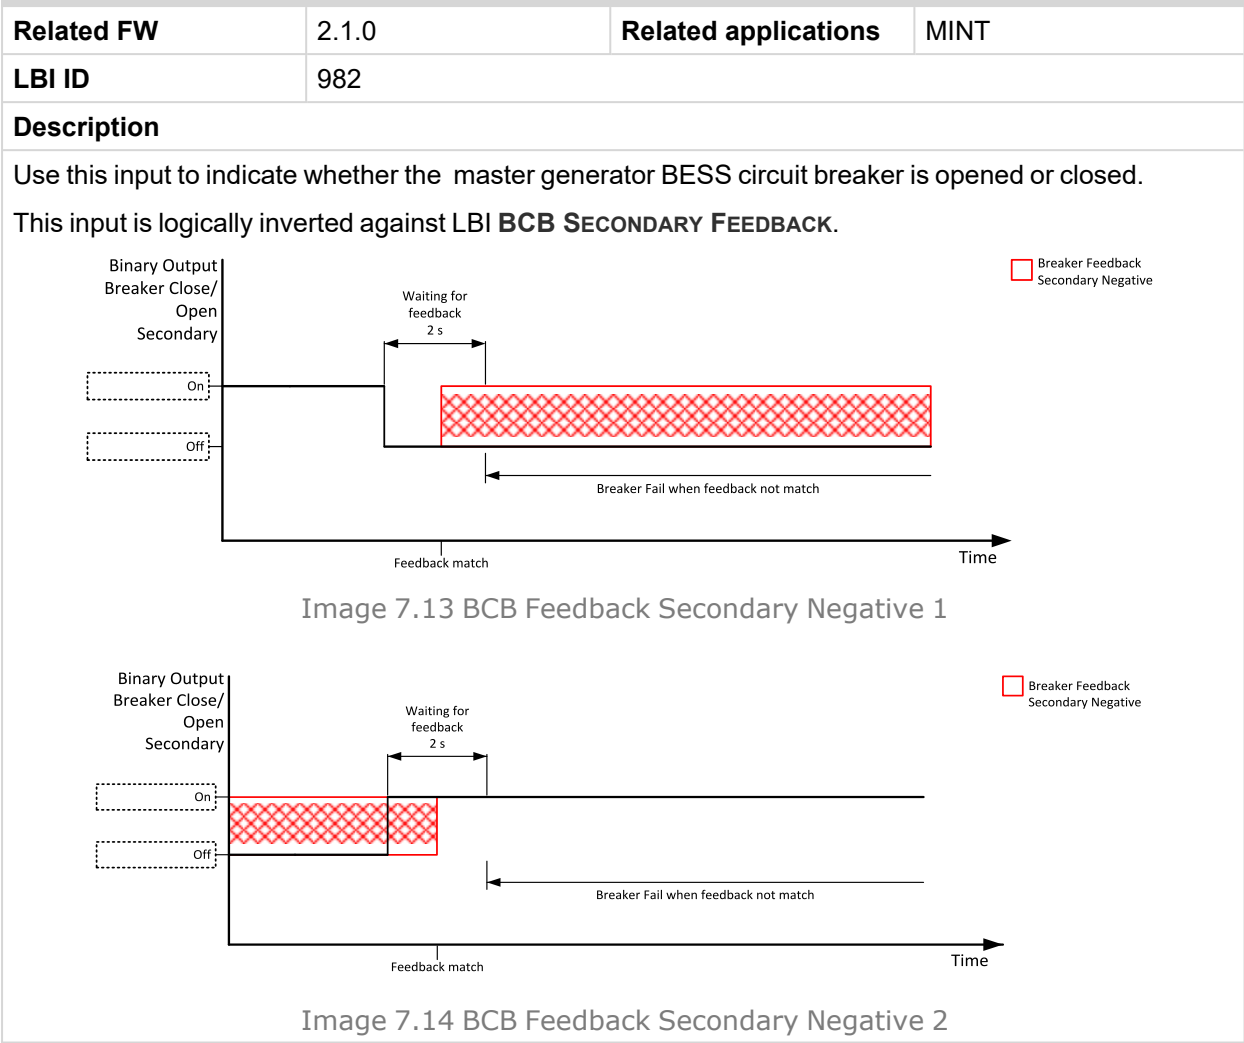 Related FW 2.1.0 Related applications MINT
LBI ID 982
Description
Use this input to indicate whether the master generator BESS circuit breaker is opened or closed.
This input is logically inverted against LBI BCB SECONDARY FEEDBACK.
Binary Output
Breaker Close/
Open
Secondary
Breaker Feedback
Secondary Negative
Waiting for
feedback
2 s
On
Off
Breaker Fail when feedback not match
Feedback match
Time
Image 7.13 BCB Feedback Secondary Negative 1
Binary Output
Breaker Close/
Open
Secondary
Breaker Feedback
Secondary Negative
Waiting for
feedback
2 s
On
Off
Breaker Fail when feedback not match
Feedback match
Time
Image 7.14 BCB Feedback Secondary Negative 2